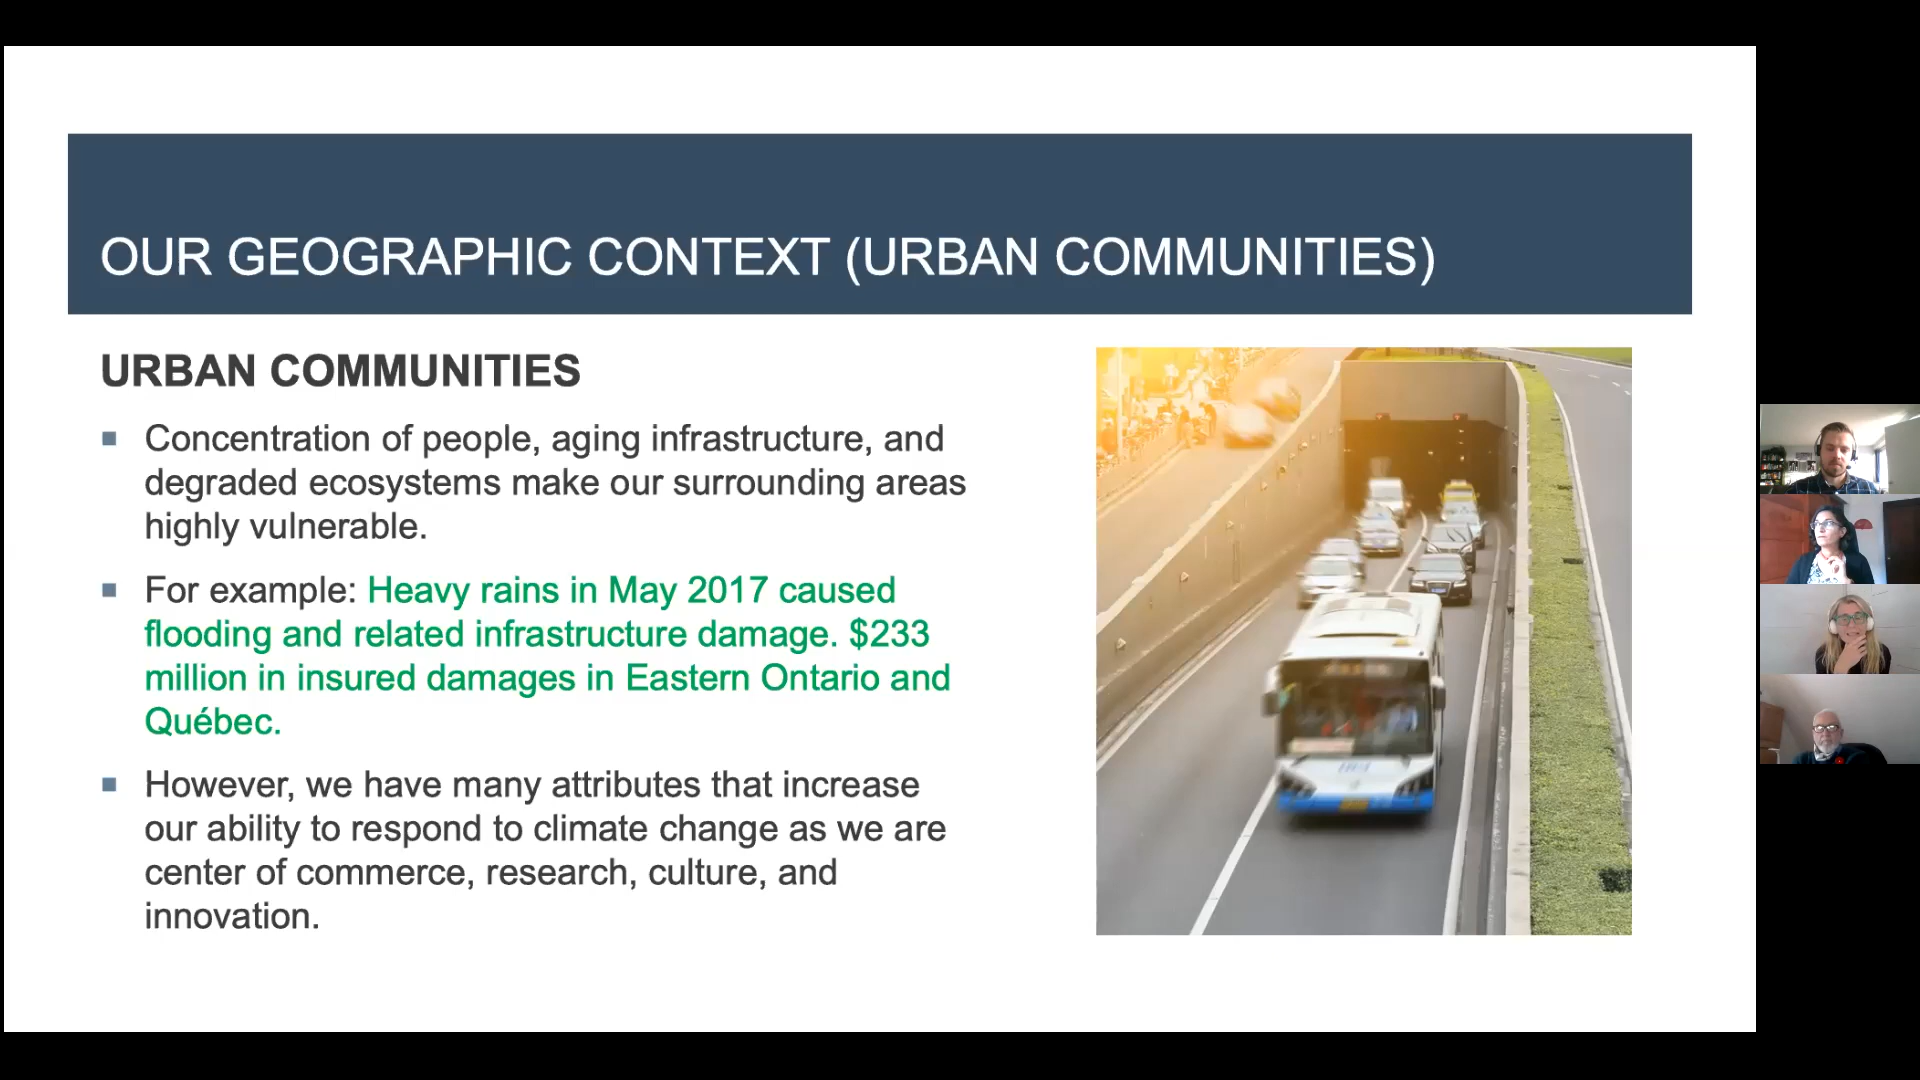 OUR GEOGRAPHIC CONTEXT (URBAN COMMUNITIES)
URBAN COMMUNITIES
Concentration of people, aging infrastructure, and
degraded ecosystems make our surrounding areas
highly vulnerable.
For example: Heavy rains in May 2017 caused
flooding and related infrastructure damage. $233
million in insured damages in Eastern Ontario and
Québec.
However, we have many attributes that increase
our ability to respond to climate change as we are
center of commerce, research, culture, and
innovation.